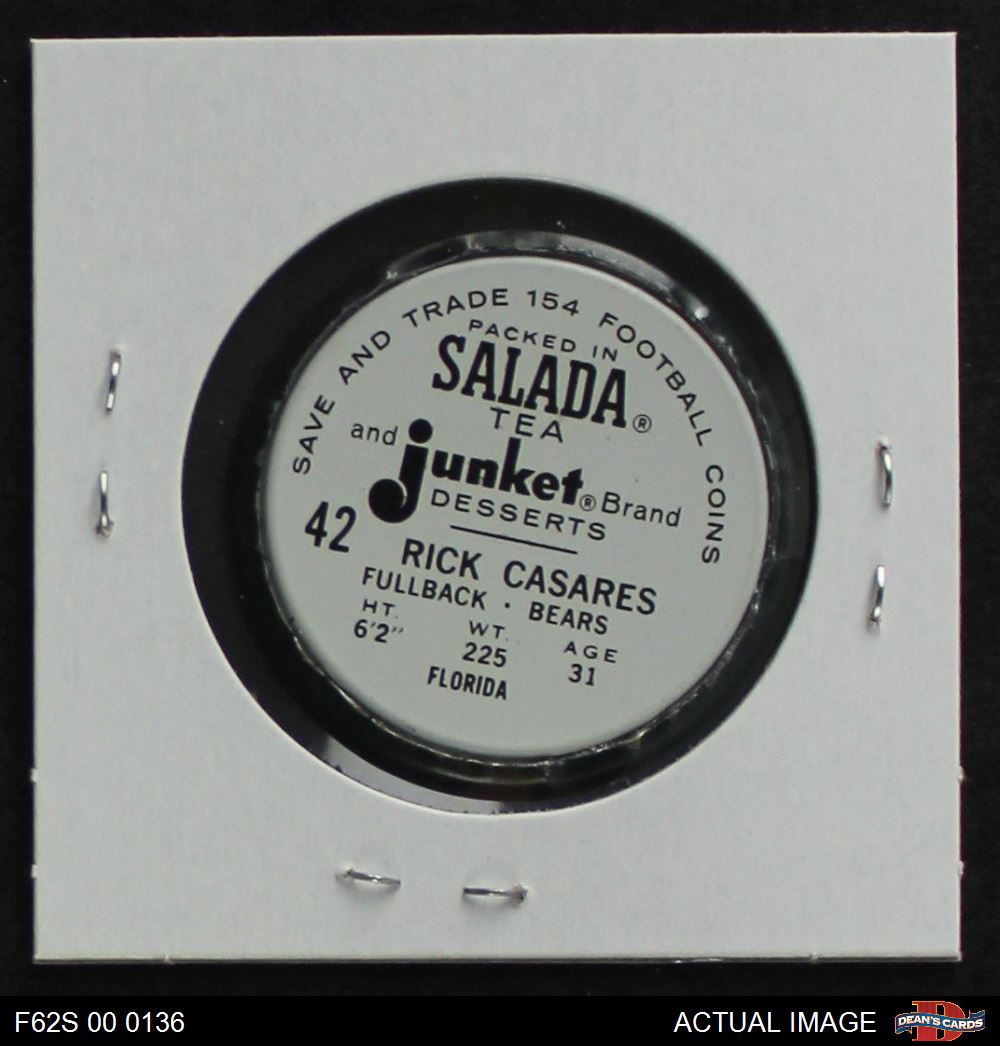 SAVE AND TRADE 154 FOOTBALL COINS
PACKED IN
SALADA®
TEA
and junket® Brand
DESSERTS
42
RICK CASARES
FULLBACK · BEARS
HT. WT. AGE
6'2" 225 31
FLORIDA
F62S 00 0136
ACTUAL IMAGE
DEAN'S CARDS